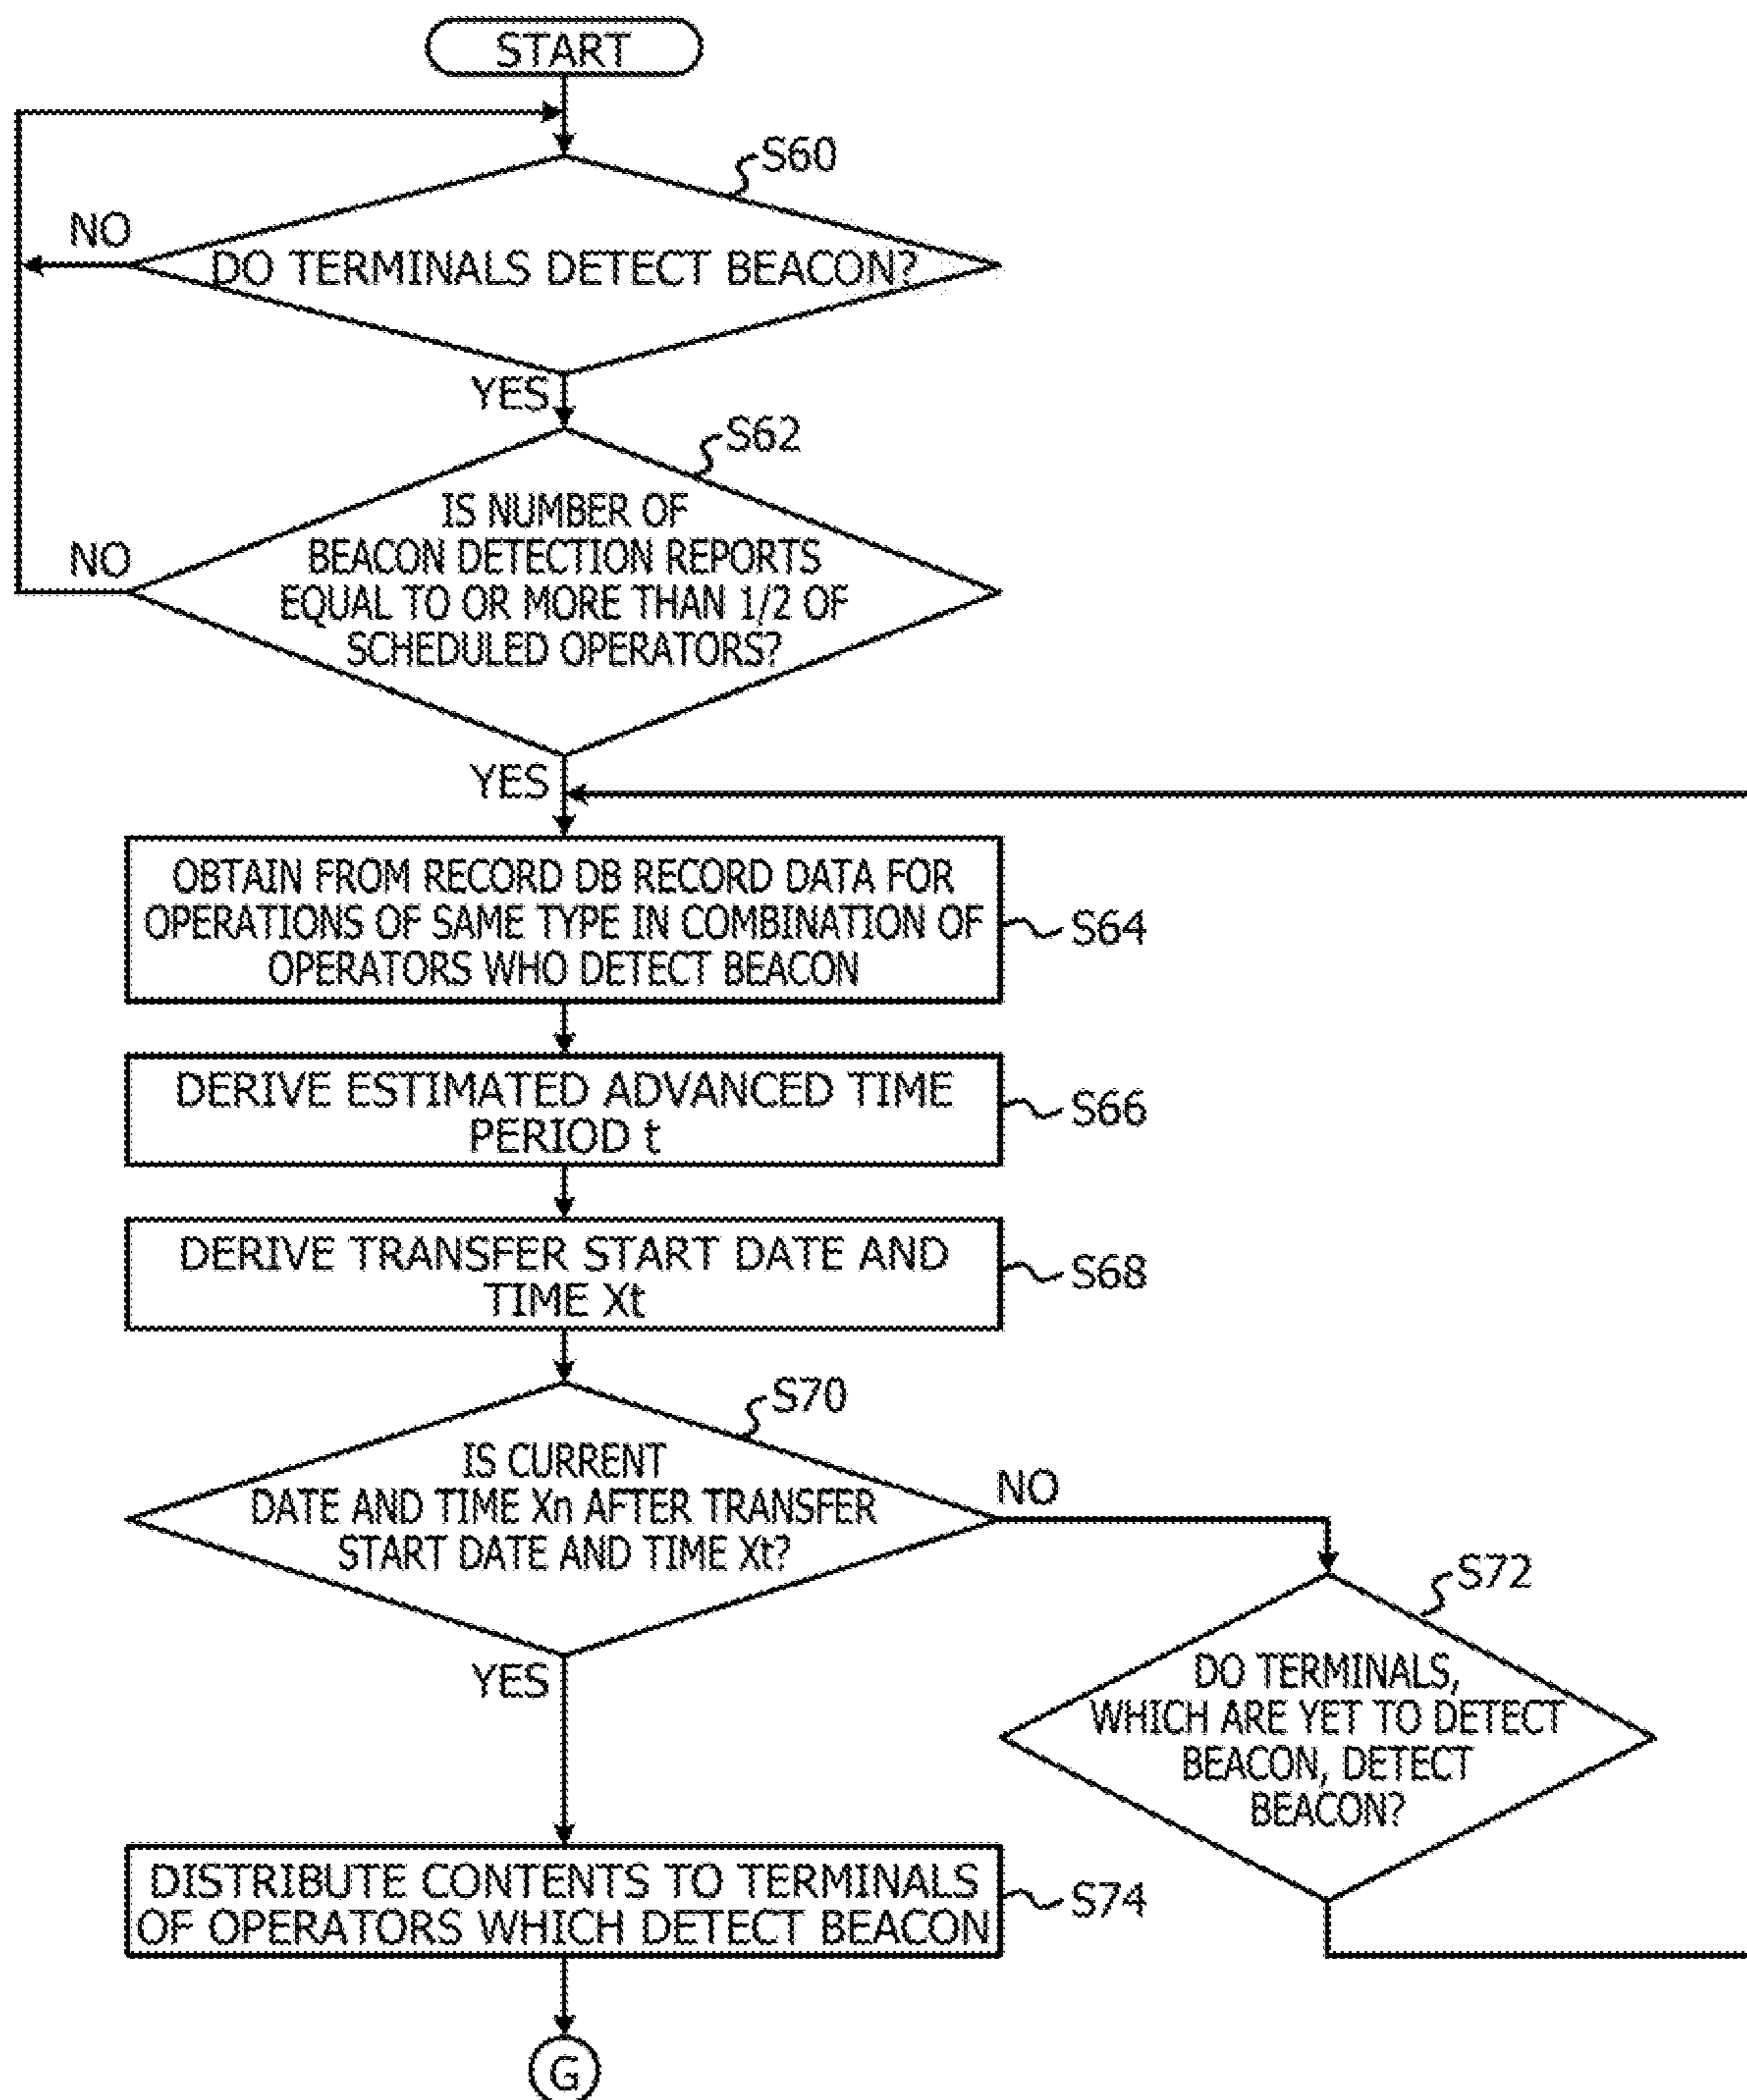 START
S60
NO
DO TERMINALS DETECT BEACON?
YES
S62
IS NUMBER OF
BEACON DETECTION REPORTS
EQUAL TO OR MORE THAN 1/2 OF
SCHEDULED OPERATORS?
NO
YES
OBTAIN FROM RECORD DB RECORD DATA FOR
OPERATIONS OF SAME TYPE IN COMBINATION OF
OPERATORS WHO DETECT BEACON
S64
DERIVE ESTIMATED ADVANCED TIME
PERIOD t
S66
DERIVE TRANSFER START DATE AND
TIME Xt
S68
S70
IS CURRENT
DATE AND TIME Xn AFTER TRANSFER
START DATE AND TIME Xt?
NO
YES
S72
DO TERMINALS,
WHICH ARE YET TO DETECT
BEACON, DETECT
BEACON?
DISTRIBUTE CONTENTS TO TERMINALS
OF OPERATORS WHICH DETECT BEACON
S74
G